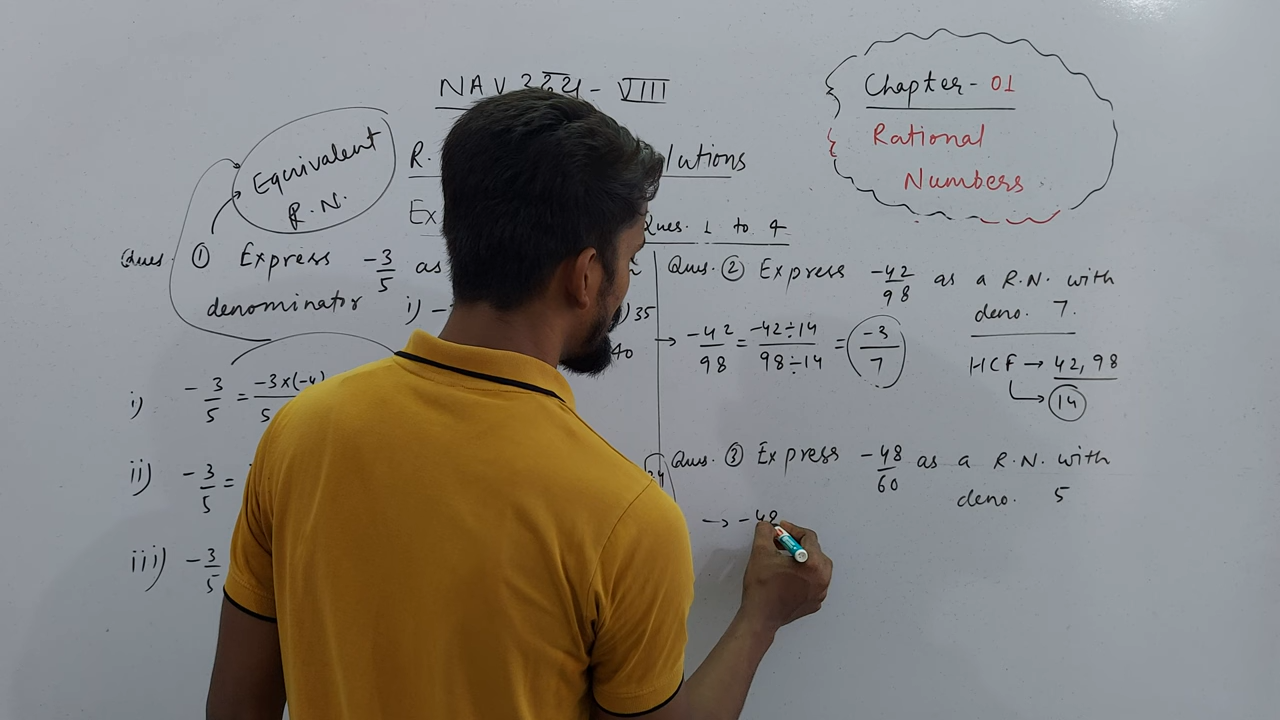 VIII
Chapter - 01
Rational
Numbers
Equivalent
R.N.
R.
lutions
Ex
Ques. 1 to 4
Ques. ① Express -3/5 as
denominator i) -
) 35
40
i) -3/5 = -3×(-4)
5
ii) -3/5 =
iii) -3/5
Ques. ② Express -42/98 as a R.N. with
deno. 7.
→ -42/98 = -42÷14/98÷14 = -3/7
HCF → 42, 98
14
Ques. ③ Express -48/60 as a R.N. with
deno. 5
→ -48